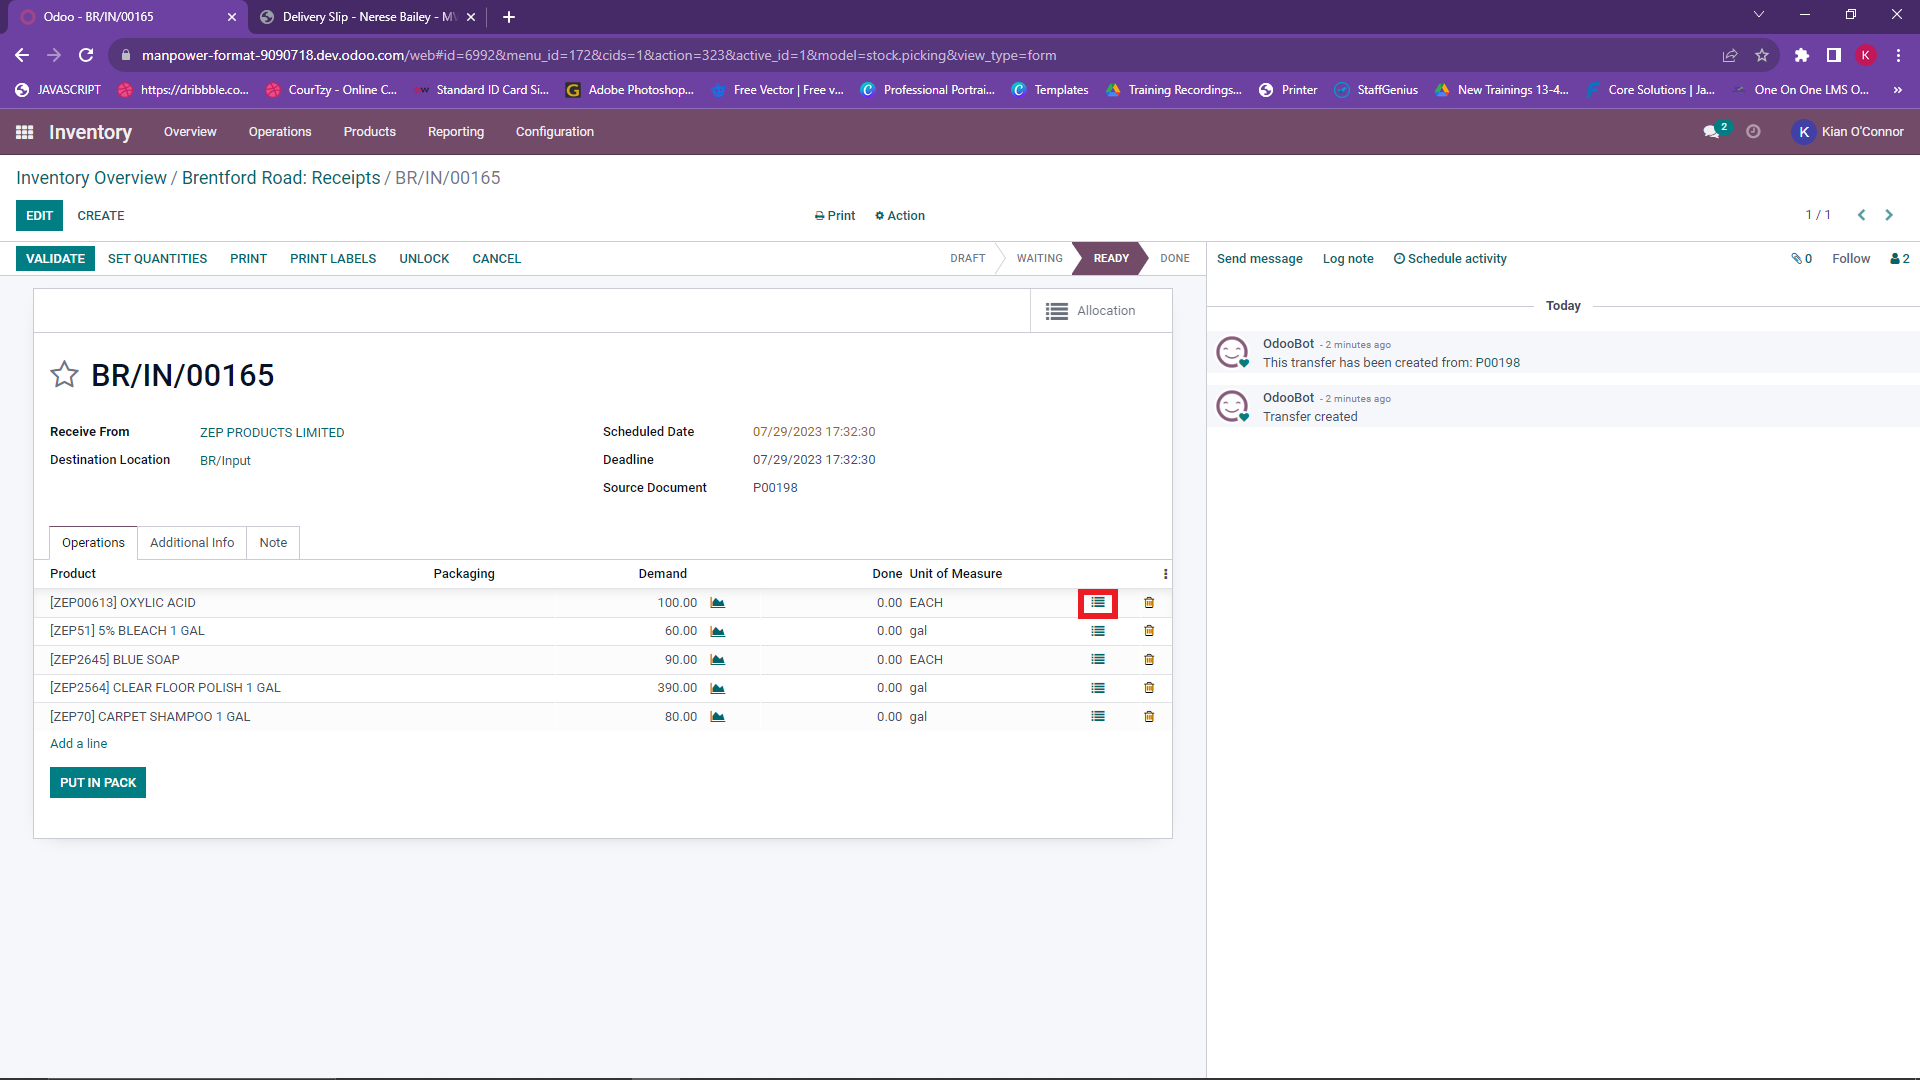 Odoo - BR/IN/00165
Delivery Slip - Nerese Bailey - M
manpower-format-9090718.dev.odoo.com/web#id=6992&menu_id=172&cids=1&action=323&active_id=1&model=stock.picking&view_type=form
K
JAVASCRIPT https://dribbble.co... CourTzy - Online C... Standard ID Card Si... Adobe Photoshop... Free Vector | Free v... Professional Portrai... Templates Training Recordings... Printer StaffGenius New Trainings 13-4... Core Solutions | Ja... One On One LMS O... »
Inventory Overview Operations Products Reporting Configuration 2 K Kian O'Connor
Inventory Overview / Brentford Road: Receipts / BR/IN/00165
EDIT CREATE Print Action 1 / 1
VALIDATE SET QUANTITIES PRINT PRINT LABELS UNLOCK CANCEL DRAFT WAITING READY DONE
Send message Log note Schedule activity 0 Follow 2
Allocation
Today
BR/IN/00165
OdooBot - 2 minutes ago
This transfer has been created from: P00198
OdooBot - 2 minutes ago
Transfer created
Receive From ZEP PRODUCTS LIMITED
Destination Location BR/Input
Scheduled Date 07/29/2023 17:32:30
Deadline 07/29/2023 17:32:30
Source Document P00198
Operations Additional Info Note
Product Packaging Demand Done Unit of Measure
[ZEP00613] OXYLIC ACID 100.00 0.00 EACH
[ZEP51] 5% BLEACH 1 GAL 60.00 0.00 gal
[ZEP2645] BLUE SOAP 90.00 0.00 EACH
[ZEP2564] CLEAR FLOOR POLISH 1 GAL 390.00 0.00 gal
[ZEP70] CARPET SHAMPOO 1 GAL 80.00 0.00 gal
Add a line
PUT IN PACK